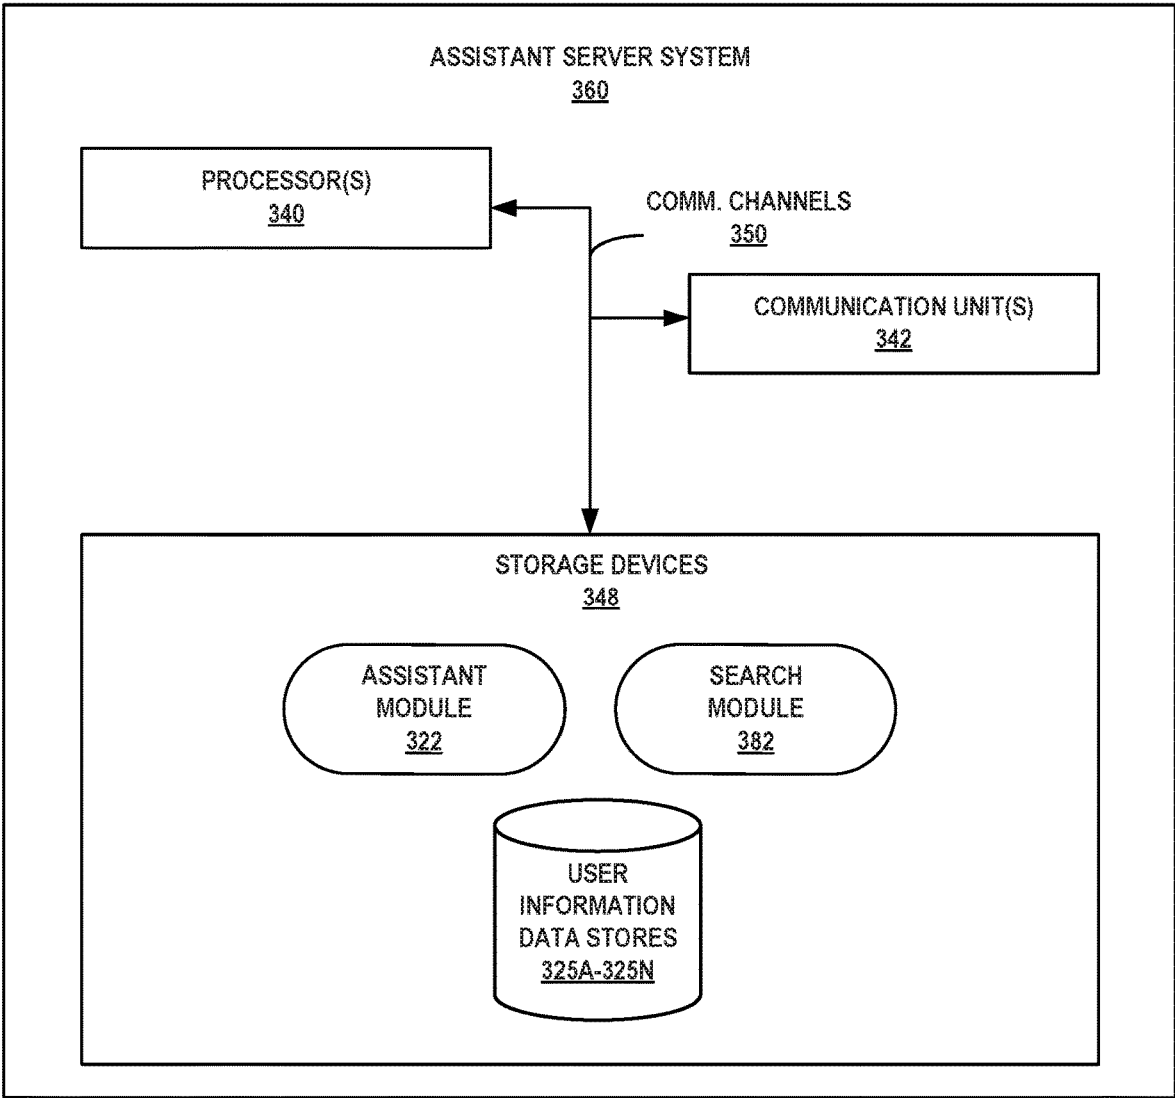 ASSISTANT SERVER SYSTEM
360
PROCESSOR(S)
340
COMM. CHANNELS
350
COMMUNICATION UNIT(S)
342
STORAGE DEVICES
348
ASSISTANT
MODULE
322
SEARCH
MODULE
382
USER
INFORMATION
DATA STORES
325A-325N